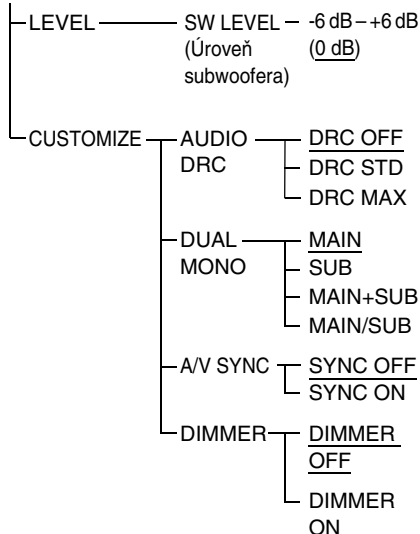 LEVEL SW LEVEL -6 dB – +6 dB
(Úroveň (0 dB)
subwoofera)
CUSTOMIZE AUDIO DRC OFF
DRC DRC STD
DRC MAX
DUAL MAIN
MONO SUB
MAIN+SUB
MAIN/SUB
A/V SYNC SYNC OFF
SYNC ON
DIMMER DIMMER
OFF
DIMMER
ON